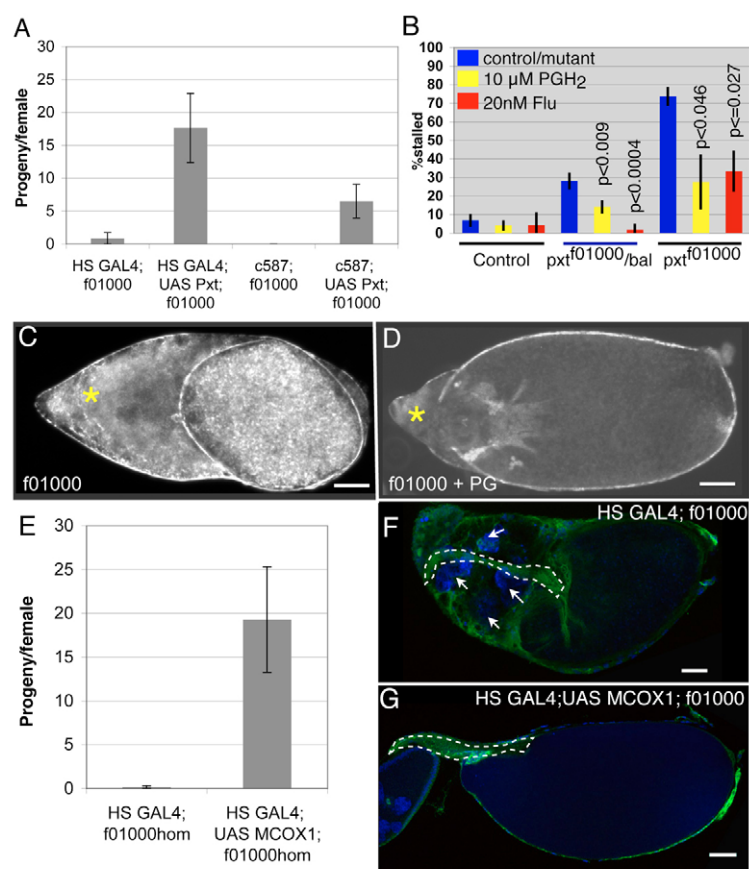 A
30
25
20
15
10
5
0
Progeny/female
HS GAL4;
f01000
HS GAL4;
UAS Pxt;
f01000
c587;
f01000
c587;
UAS Pxt;
f01000
B
100
90
80
70
60
50
40
30
20
10
0
%stalled
control/mutant
10 µM PGH2
20nM Flu
p<0.009
p<0.0004
p<0.046
p<=0.027
Control
pxtf01000/bal
pxtf01000
C
*
f01000
D
*
f01000 + PG
E
30
25
20
15
10
5
0
Progeny/female
HS GAL4;
f01000hom
HS GAL4;
UAS MCOX1;
f01000hom
F
HS GAL4; f01000
G
HS GAL4;UAS MCOX1; f01000